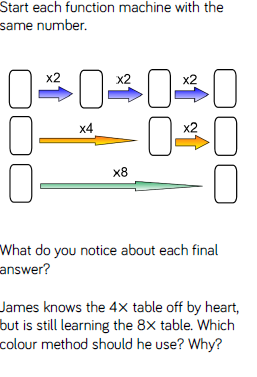 Start each function machine with the
same number.
x2 x2 x2
x4 x2
x8
What do you notice about each final
answer?
James knows the 4× table off by heart,
but is still learning the 8× table. Which
colour method should he use? Why?